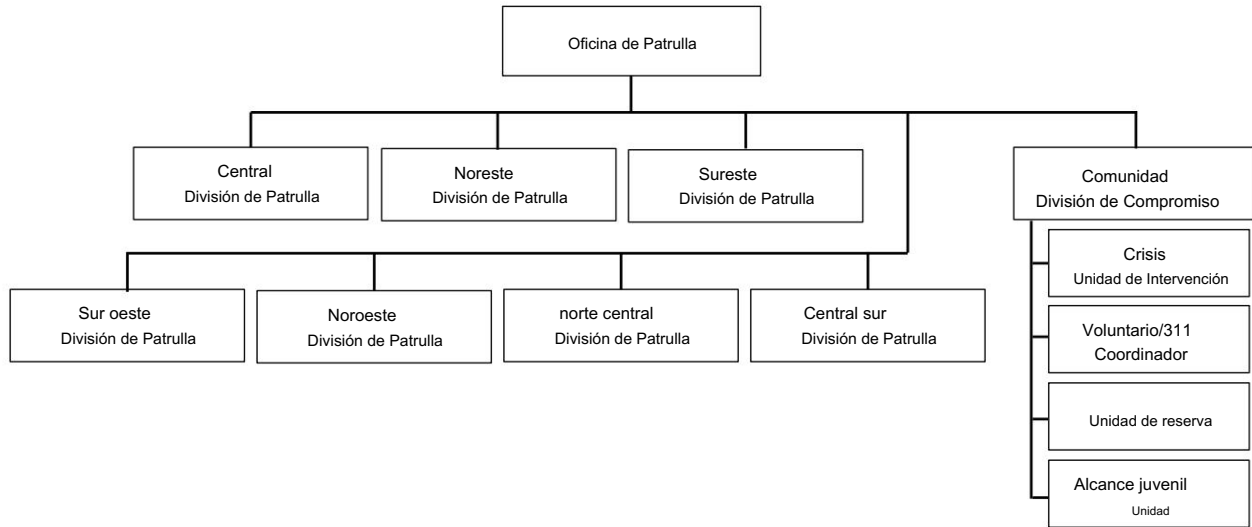 Oficina de Patrulla
Central
División de Patrulla
Noreste
División de Patrulla
Sureste
División de Patrulla
Comunidad
División de Compromiso
Crisis
Unidad de Intervención
Sur oeste
División de Patrulla
Noroeste
División de Patrulla
norte central
División de Patrulla
Central sur
División de Patrulla
Voluntario/311
Coordinador
Unidad de reserva
Alcance juvenil
Unidad